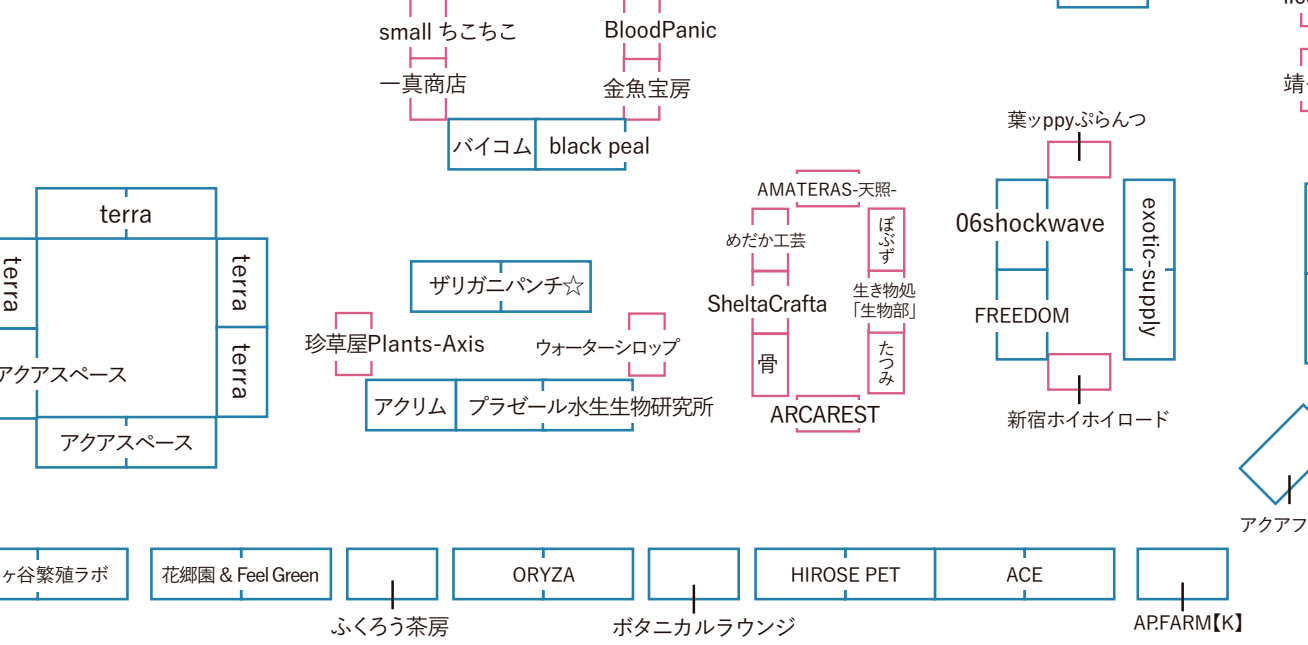 small ちこちこ
BloodPanic
一真商店
金魚宝房
バイコム
black peal
葉ッppyぷらんつ
terra
terra
terra
terra
アクアスペース
アクアスペース
ザリガニパンチ☆
珍草屋Plants-Axis
ウォーターシロップ
アクリム
プラゼール水生生物研究所
AMATERAS-天照-
めだか工芸
ぼぶず
SheltaCrafta
生き物処
「生物部」
骨
たつみ
ARCAREST
06shockwave
exotic-supply
FREEDOM
新宿ホイホイロード
アクアフ
ヶ谷繁殖ラボ
花郷園 & Feel Green
ふくろう茶房
ORYZA
ボタニカルラウンジ
HIROSE PET
ACE
AP.FARM【K】